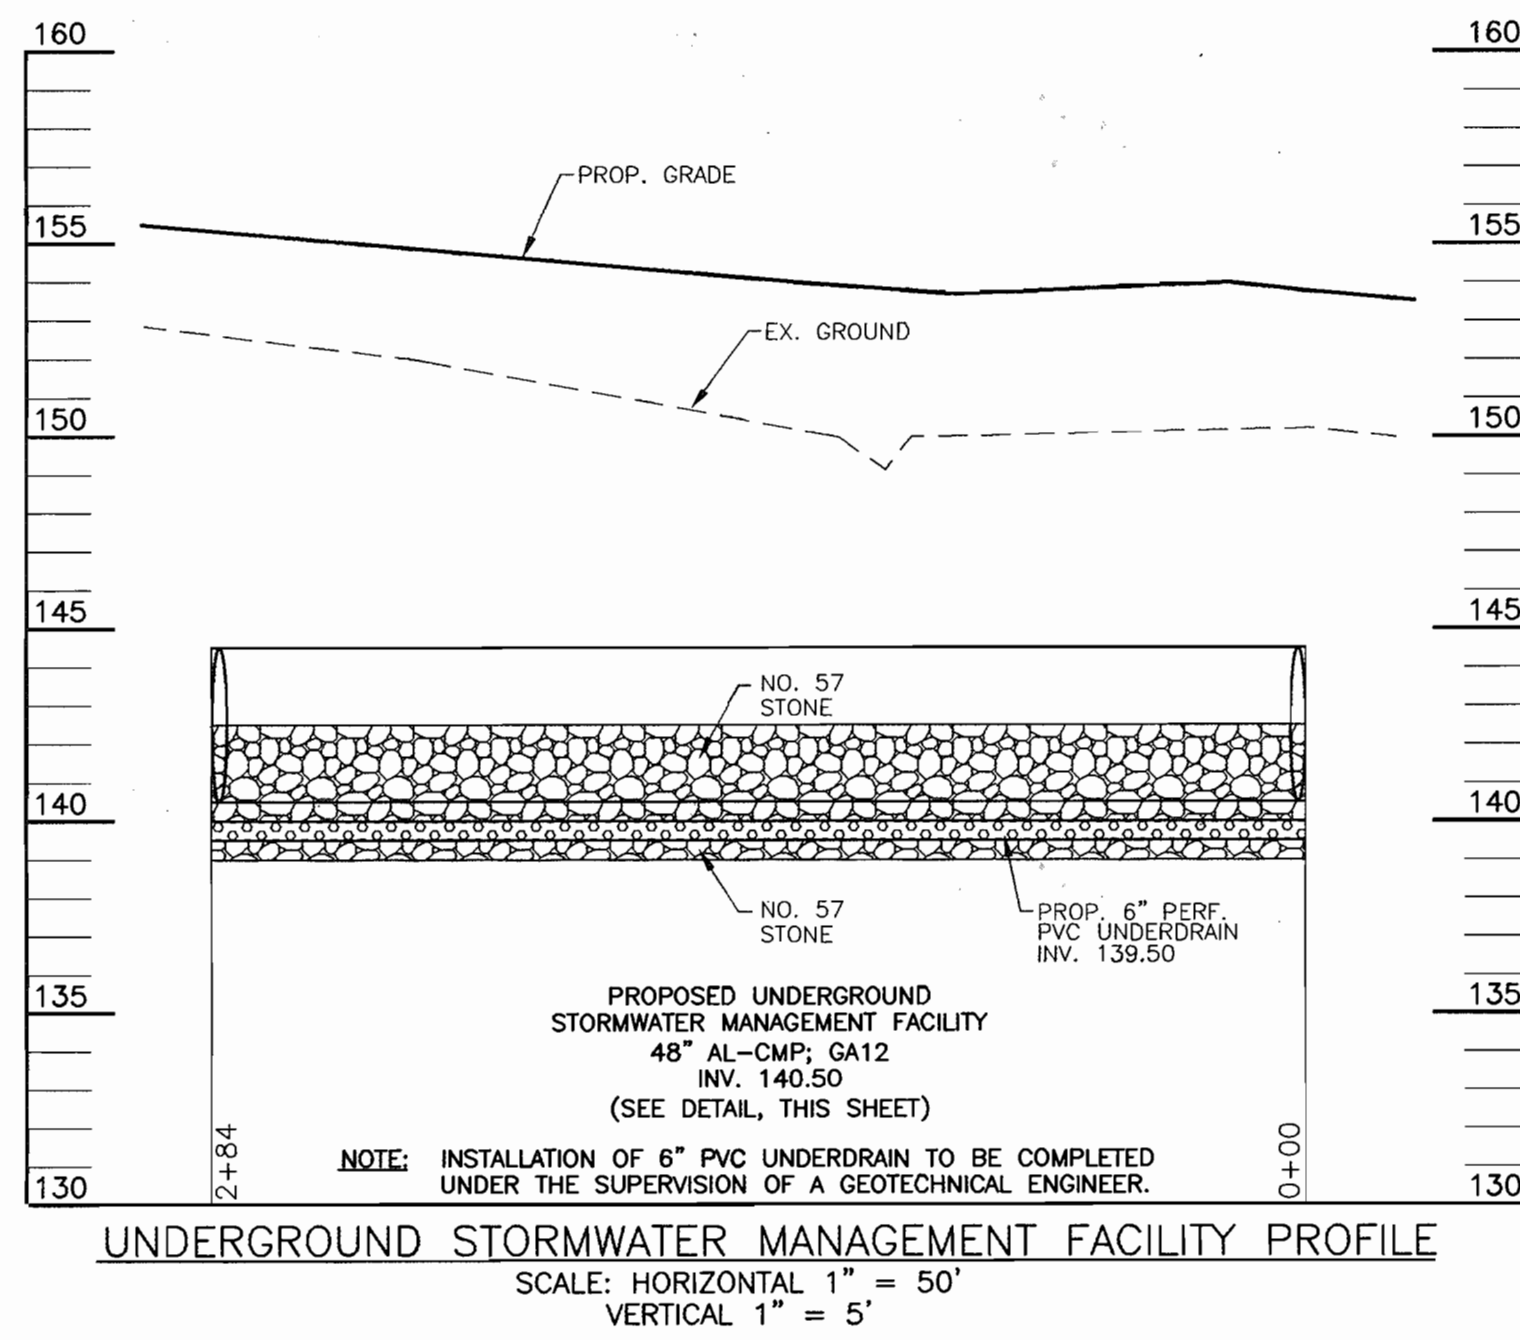 160
160
PROP. GRADE
155
155
EX. GROUND
150
150
145
145
NO. 57
STONE
140
140
NO. 57
STONE
PROP. 6" PERF.
PVC UNDERDRAIN
INV. 139.50
135
135
PROPOSED UNDERGROUND
STORMWATER MANAGEMENT FACILITY
48" AL-CMP; GA12
INV. 140.50
(SEE DETAIL, THIS SHEET)
2+84
0+00
NOTE: INSTALLATION OF 6" PVC UNDERDRAIN TO BE COMPLETED
UNDER THE SUPERVISION OF A GEOTECHNICAL ENGINEER.
130
130
UNDERGROUND STORMWATER MANAGEMENT FACILITY PROFILE
SCALE: HORIZONTAL 1" = 50'
VERTICAL 1" = 5'